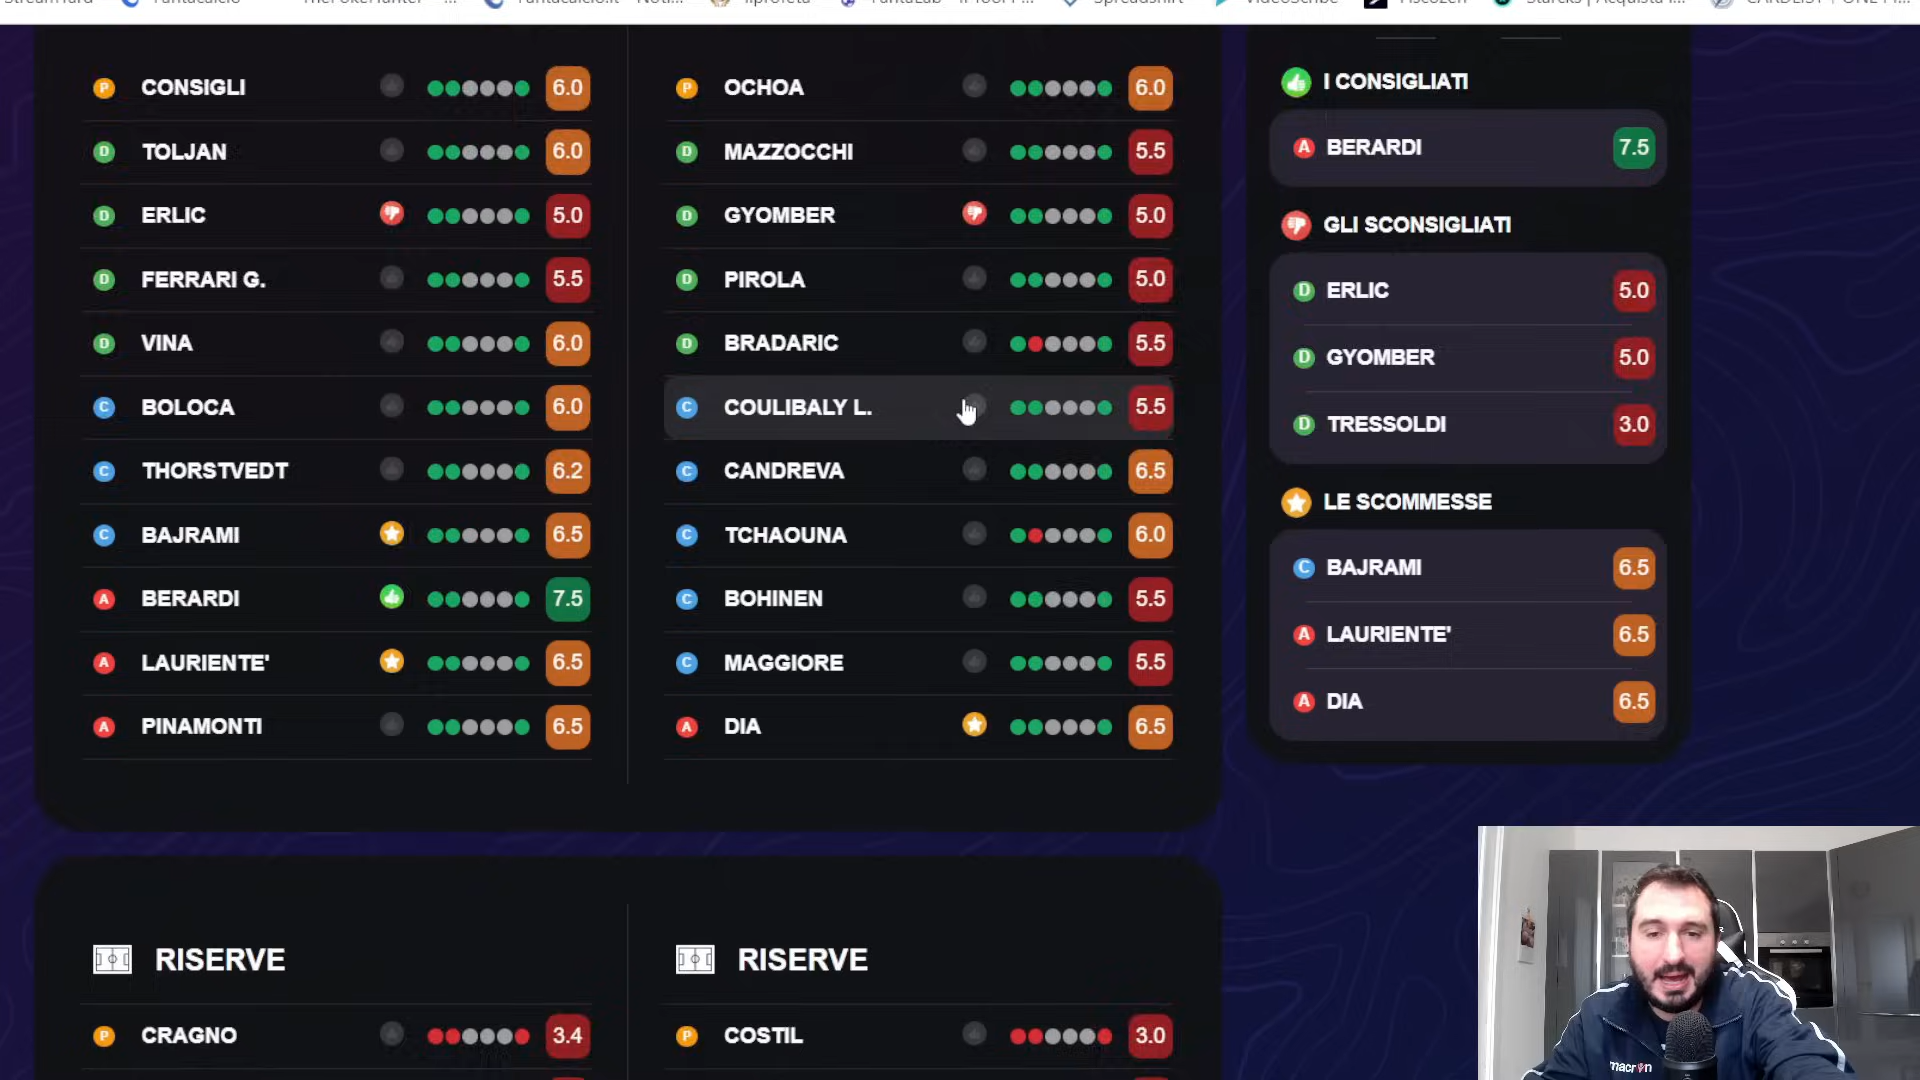 P CONSIGLI 6.0
D TOLJAN 6.0
D ERLIC 5.0
D FERRARI G. 5.5
D VINA 6.0
C BOLOCA 6.0
C THORSTVEDT 6.2
C BAJRAMI 6.5
A BERARDI 7.5
A LAURIENTE' 6.5
A PINAMONTI 6.5
P OCHOA 6.0
D MAZZOCCHI 5.5
D GYOMBER 5.0
D PIROLA 5.0
D BRADARIC 5.5
C COULIBALY L. 5.5
C CANDREVA 6.5
C TCHAOUNA 6.0
C BOHINEN 5.5
C MAGGIORE 5.5
A DIA 6.5
I CONSIGLIATI
A BERARDI 7.5
GLI SCONSIGLIATI
D ERLIC 5.0
D GYOMBER 5.0
D TRESSOLDI 3.0
LE SCOMMESSE
C BAJRAMI 6.5
A LAURIENTE' 6.5
A DIA 6.5
RISERVE
P CRAGNO 3.4
RISERVE
P COSTIL 3.0
macron